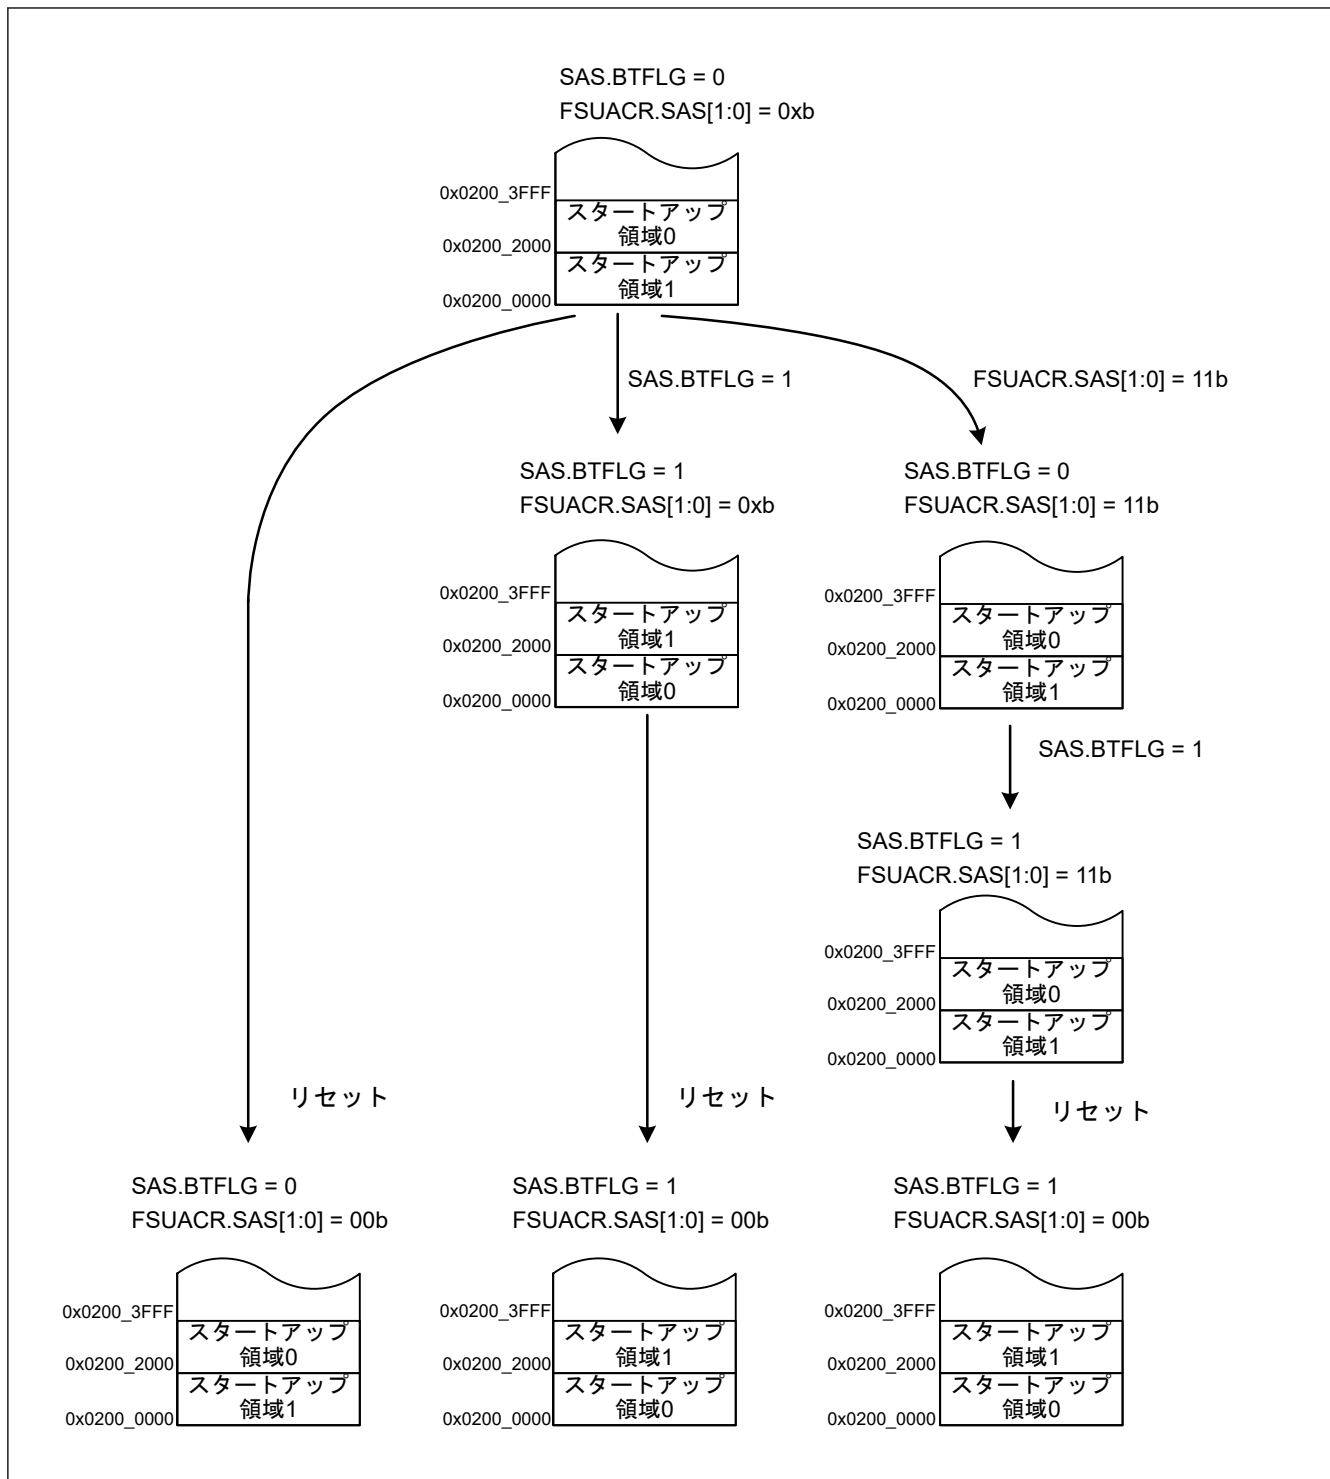 SAS.BTFLG = 0
FSUACR.SAS[1:0] = 0xb
0x0200_3FFF
スタートアップ
領域0
0x0200_2000
スタートアップ
領域1
0x0200_0000
SAS.BTFLG = 1
FSUACR.SAS[1:0] = 11b
SAS.BTFLG = 1
FSUACR.SAS[1:0] = 0xb
0x0200_3FFF
スタートアップ
領域1
0x0200_2000
スタートアップ
領域0
0x0200_0000
SAS.BTFLG = 0
FSUACR.SAS[1:0] = 11b
0x0200_3FFF
スタートアップ
領域0
0x0200_2000
スタートアップ
領域1
0x0200_0000
SAS.BTFLG = 1
SAS.BTFLG = 1
FSUACR.SAS[1:0] = 11b
0x0200_3FFF
スタートアップ
領域0
0x0200_2000
スタートアップ
領域1
0x0200_0000
リセット
リセット
リセット
SAS.BTFLG = 0
FSUACR.SAS[1:0] = 00b
0x0200_3FFF
スタートアップ
領域0
0x0200_2000
スタートアップ
領域1
0x0200_0000
SAS.BTFLG = 1
FSUACR.SAS[1:0] = 00b
0x0200_3FFF
スタートアップ
領域1
0x0200_2000
スタートアップ
領域0
0x0200_0000
SAS.BTFLG = 1
FSUACR.SAS[1:0] = 00b
0x0200_3FFF
スタートアップ
領域1
0x0200_2000
スタートアップ
領域0
0x0200_0000